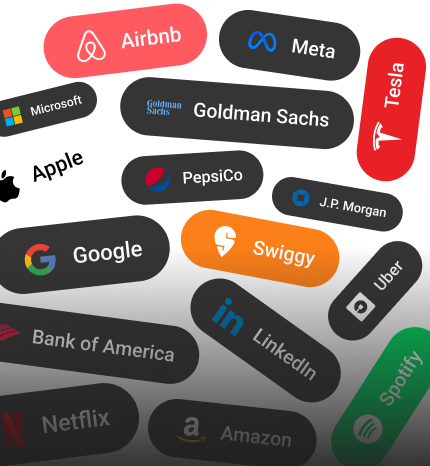 Airbnb
Meta
Tesla
Microsoft
Goldman
Sachs
Goldman Sachs
Apple
PepsiCo
J.P. Morgan
Google
Swiggy
Uber
Bank of America
in
LinkedIn
Spotify
Netflix
a
Amazon